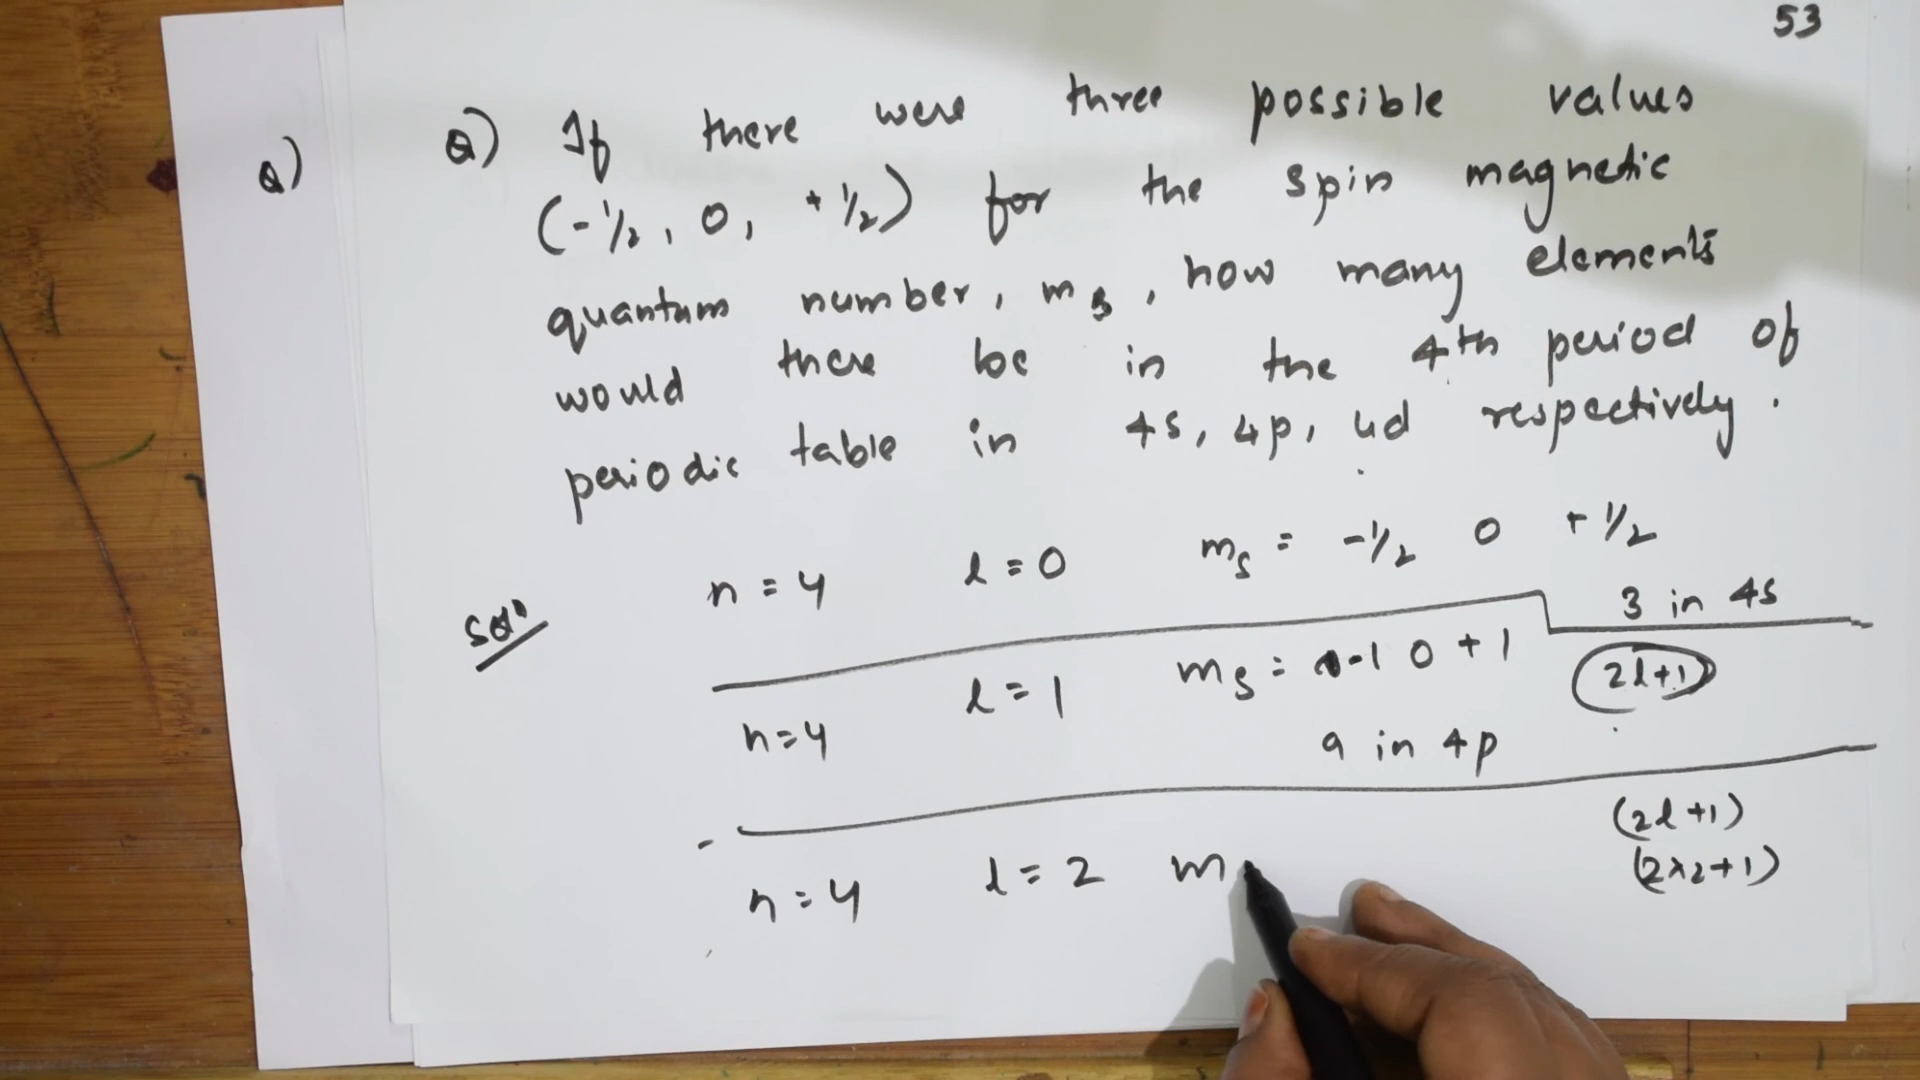 53
Q)
Q) If there were three possible values
(-1/2, 0, +1/2) for the spin magnetic
quantum number, ms, how many elements
would there be in the 4th period of
periodic table in 4s, 4p, 4d respectively.
Sol^n
n = 4 l = 0 ms = -1/2 0 +1/2
3 in 4s
n=4 l = 1 ms = -1 0 +1 (2l+1)
9 in 4p
(2l+1)
n = 4 l = 2 m (2x2+1)